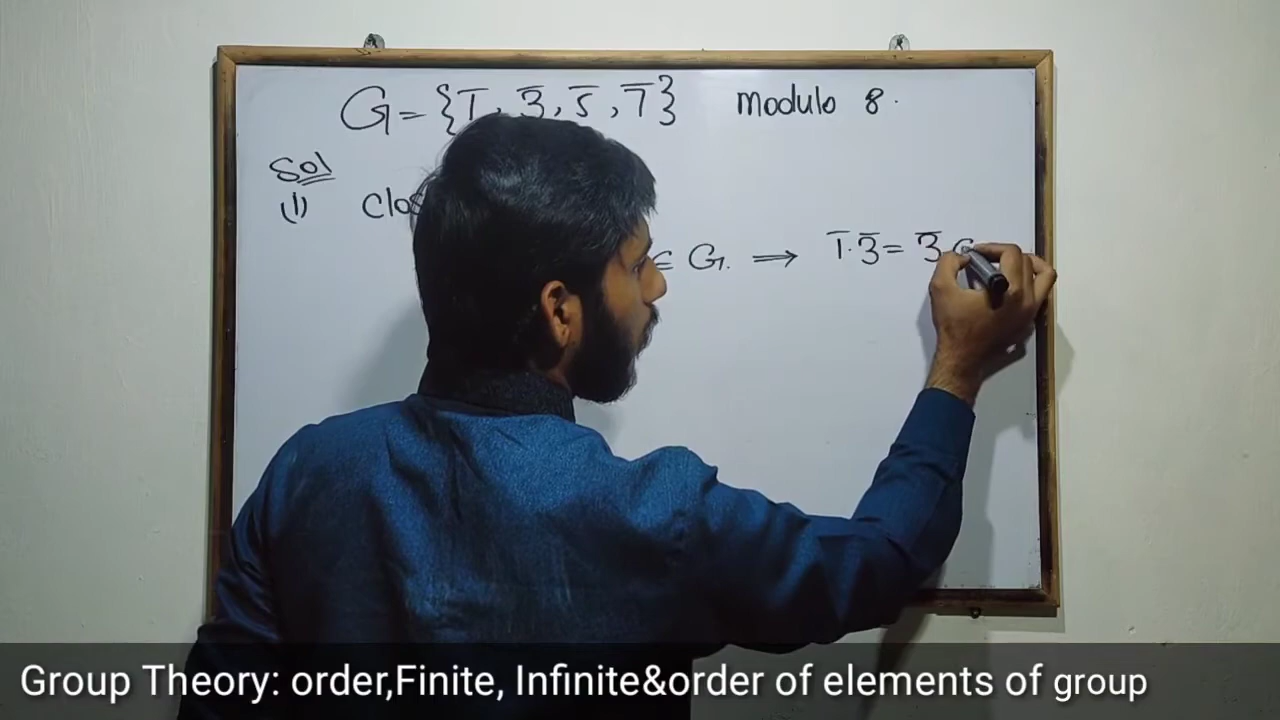 G = {1̅, 3̅, 5̅, 7̅} modulo 8.
Sol
(1)
∈ G. ⟹ 1̅·3̅ = 3̅
Group Theory: order,Finite, Infinite&order of elements of group